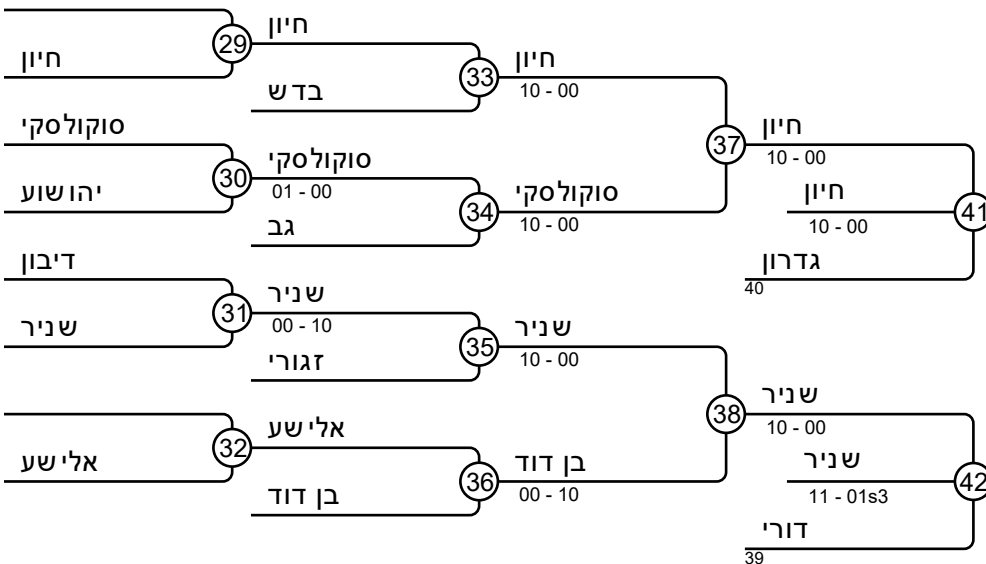 חיון
29
חיון
בדש
33
חיון
10 - 00
סוקולסקי
יהושוע
30
סוקולסקי
01 - 00
גב
34
סוקולסקי
10 - 00
37
חיון
10 - 00
חיון
10 - 00
41
גדרון
40
דיבון
שניר
31
שניר
00 - 10
זגורי
35
שניר
10 - 00
אלישע
32
אלישע
בן דוד
36
בן דוד
00 - 10
38
שניר
10 - 00
שניר
11 - 01s3
42
דורי
39